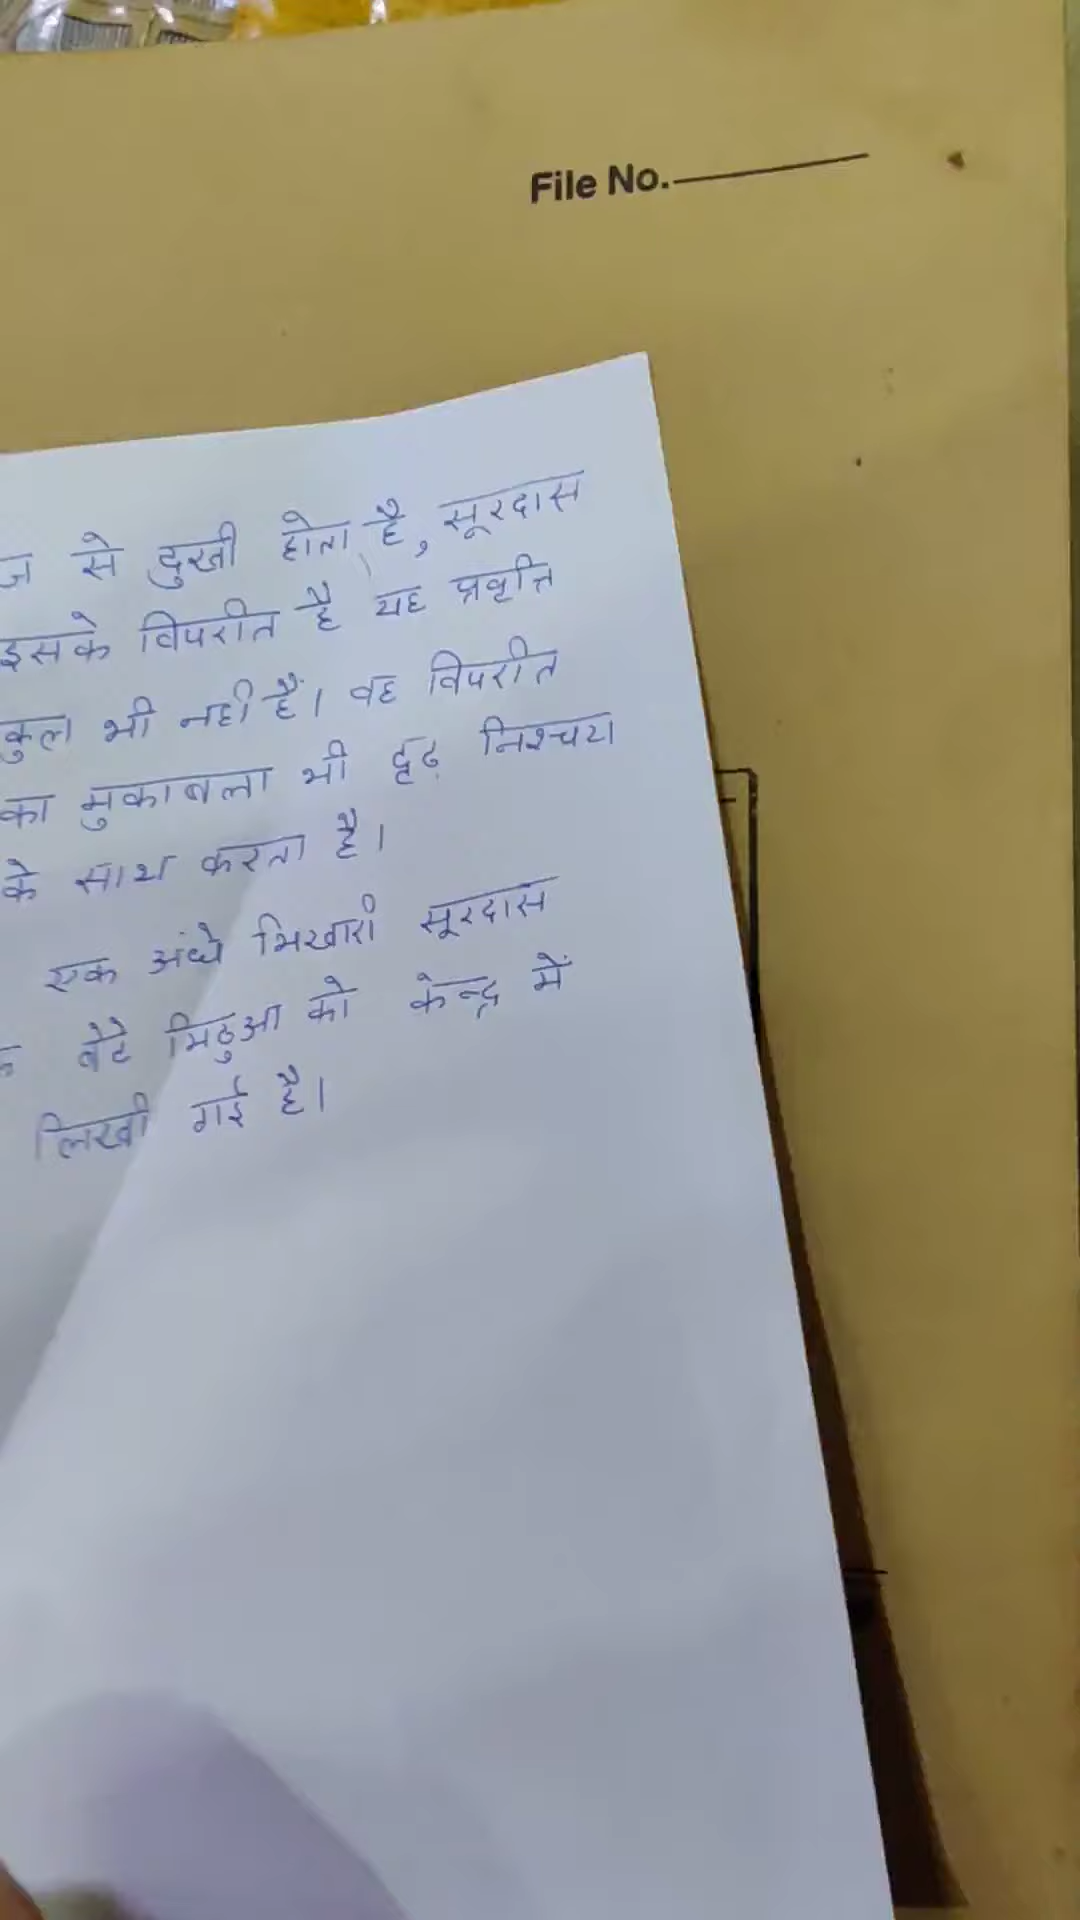 File No.
से दुखी होता है, सूरदास
इसके विपरीत है यह प्रवृत्ति
कुल भी नहीं है। वह विपरीत
का मुकाबला भी दृढ़ निश्चय
के साथ करता है।
एक अंधे भिखारी सूरदास
बेटे मिठुआ को केन्द्र में
लिखी गई है।